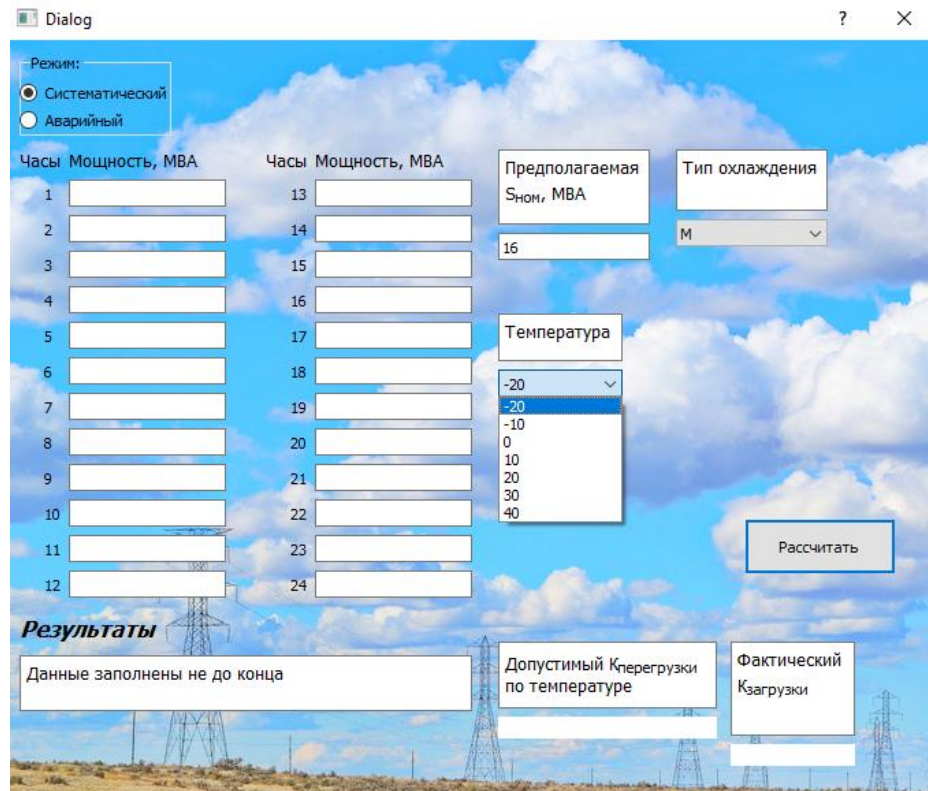 Dialog
?
Режим:
Систематический
Аварийный
Часы Мощность, МВА
Часы Мощность, МВА
1
2
3
4
5
6
7
8
9
10
11
12
13
14
15
16
17
18
19
20
21
22
23
24
Предполагаемая
Sном, МВА
16
Тип охлаждения
М
Температура
-20
-20
-10
0
10
20
30
40
Рассчитать
Результаты
Данные заполнены не до конца
Допустимый Кперегрузки
по температуре
Фактический
Кзагрузки